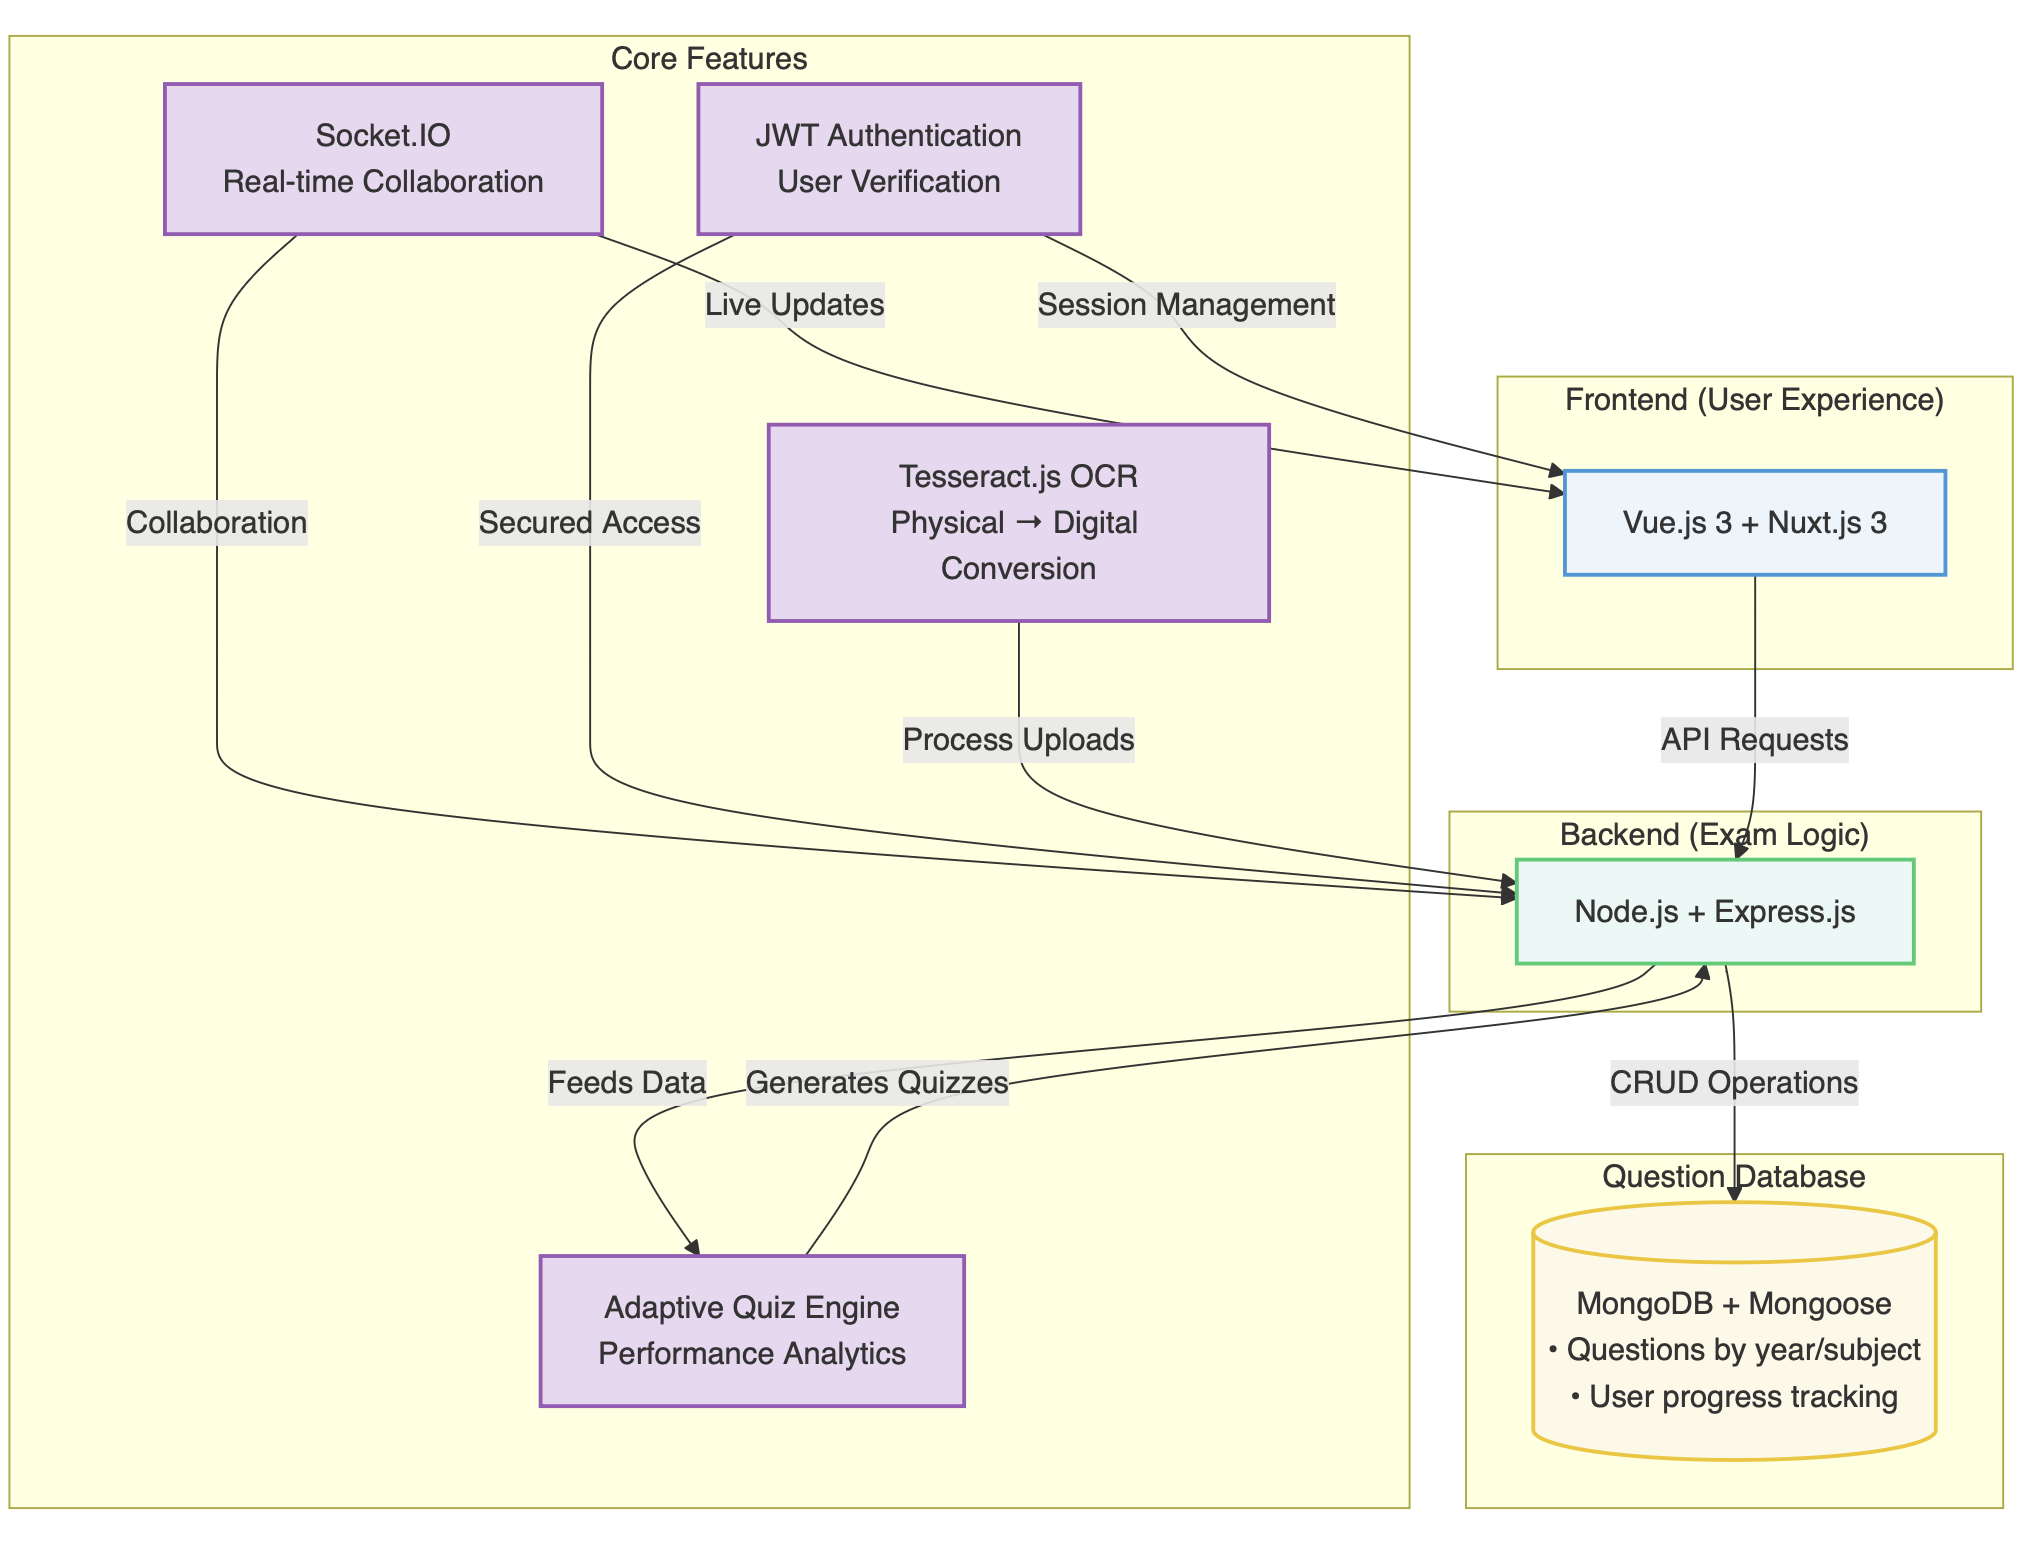 Core Features
Socket.IO
Real-time Collaboration
JWT Authentication
User Verification
Live Updates
Session Management
Frontend (User Experience)
Tesseract.js OCR
Physical → Digital
Conversion
Vue.js 3 + Nuxt.js 3
Collaboration
Secured Access
Process Uploads
API Requests
Backend (Exam Logic)
Node.js + Express.js
Feeds Data
Generates Quizzes
CRUD Operations
Question Database
Adaptive Quiz Engine
Performance Analytics
MongoDB + Mongoose
• Questions by year/subject
• User progress tracking